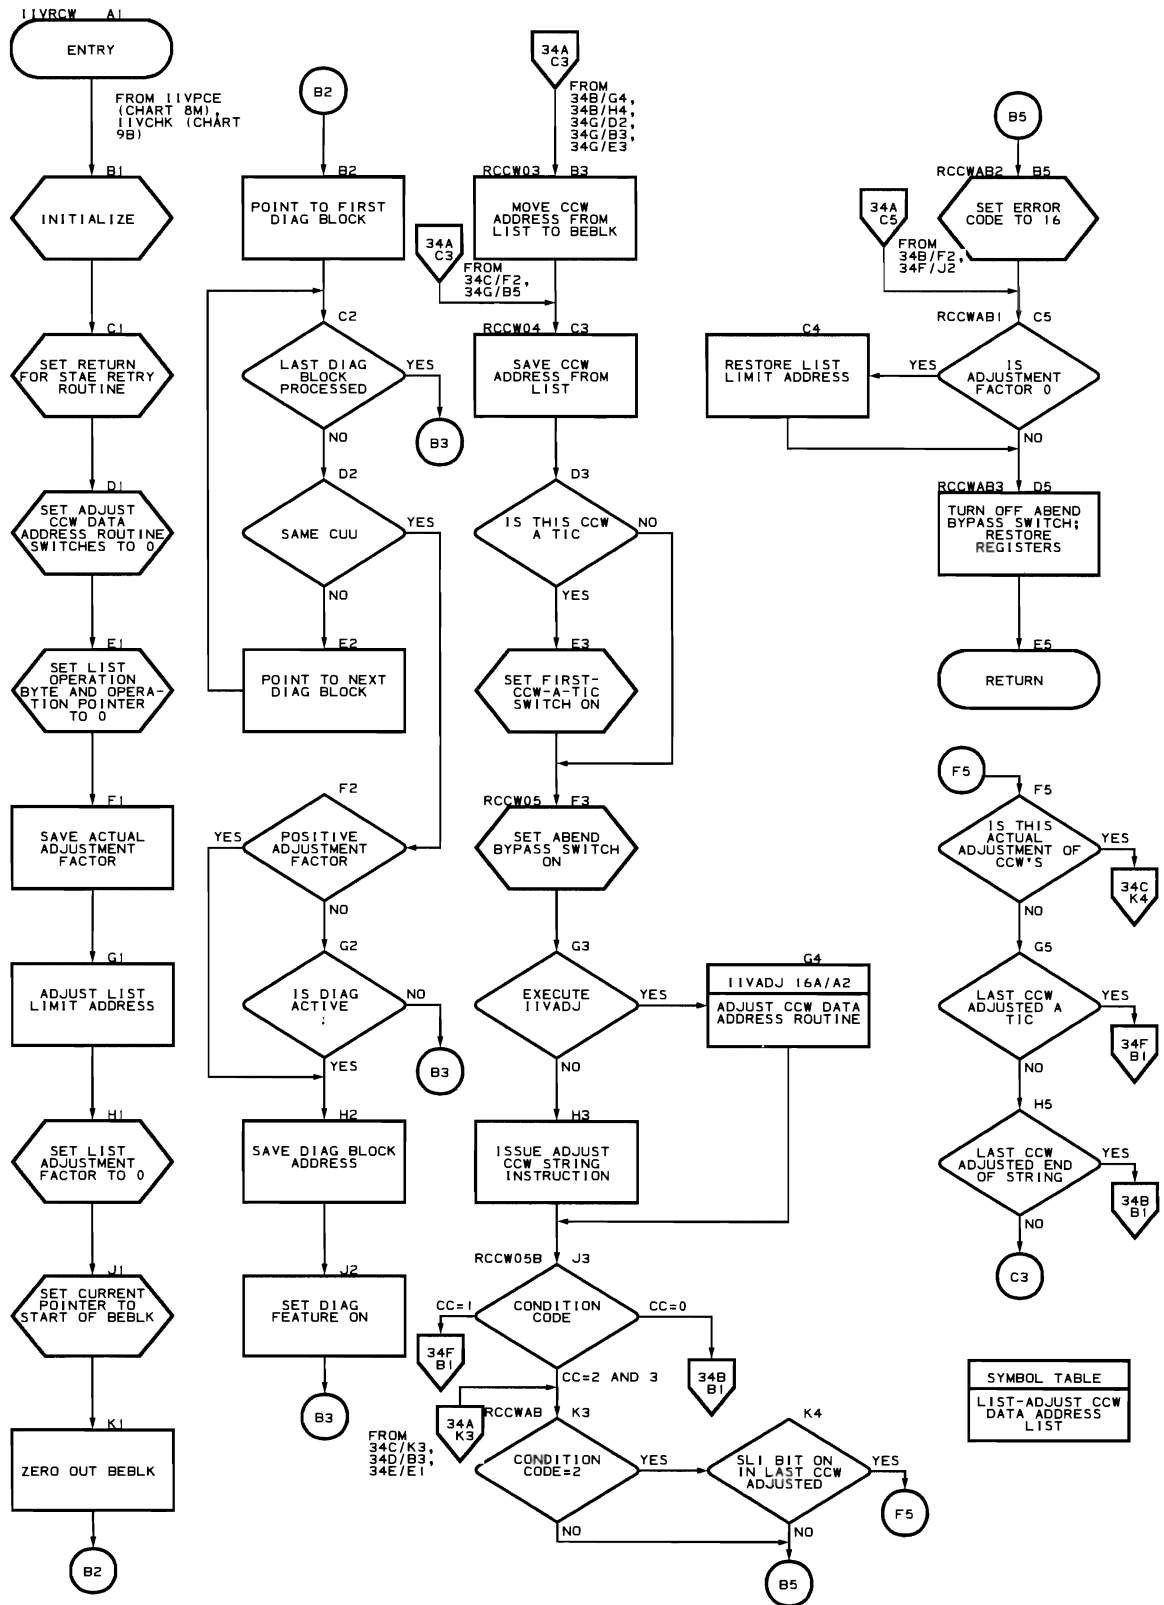 IIVRCW A1
ENTRY
FROM IIVPCE
(CHART 8M),
IIVCHK (CHART
9B)
B1
INITIALIZE
C1
SET RETURN
FOR STAE RETRY
ROUTINE
D1
SET ADJUST
CCW DATA
ADDRESS ROUTINE
SWITCHES TO 0
E1
SET LIST
OPERATION
BYTE AND OPERA-
TION POINTER
TO 0
F1
SAVE ACTUAL
ADJUSTMENT
FACTOR
G1
ADJUST LIST
LIMIT ADDRESS
H1
SET LIST
ADJUSTMENT
FACTOR TO 0
J1
SET CURRENT
POINTER TO
START OF BEBLK
K1
ZERO OUT BEBLK
B2
B2
B2
POINT TO FIRST
DIAG BLOCK
C2
LAST DIAG
BLOCK
PROCESSED
YES
B3
NO
D2
SAME CUU
YES
NO
E2
POINT TO NEXT
DIAG BLOCK
F2
POSITIVE
ADJUSTMENT
FACTOR
YES
NO
G2
IS DIAG
ACTIVE
NO
B3
YES
H2
SAVE DIAG BLOCK
ADDRESS
J2
SET DIAG
FEATURE ON
B3
34A
C3
FROM
34B/G4,
34B/H4,
34G/D2,
34G/B3,
34G/E3
RCCW03 B3
MOVE CCW
ADDRESS FROM
LIST TO BEBLK
34A
C3
FROM
34C/F2,
34G/B5
RCCW04 C3
SAVE CCW
ADDRESS FROM
LIST
D3
IS THIS CCW
A TIC
NO
YES
E3
SET FIRST-
CCW-A-TIC
SWITCH ON
RCCW05 F3
SET ABEND
BYPASS SWITCH
ON
G3
EXECUTE
IIVADJ
YES
NO
G4
IIVADJ 16A/A2
ADJUST CCW DATA
ADDRESS ROUTINE
H3
ISSUE ADJUST
CCW STRING
INSTRUCTION
RCCW05B J3
CONDITION
CODE
CC=1
34F
B1
CC=0
34B
B1
CC=2 AND 3
34A
K3
FROM
34C/K3,
34D/B3,
34E/E1
RCCWAB K3
CONDITION
CODE=2
YES
NO
K4
SLI BIT ON
IN LAST CCW
ADJUSTED
YES
F5
NO
B5
B5
RCCWAB2 B5
SET ERROR
CODE TO 16
34A
C5
FROM
34B/F2,
34F/J2
RCCWAB1 C5
IS
ADJUSTMENT
FACTOR 0
YES
NO
C4
RESTORE LIST
LIMIT ADDRESS
RCCWAB3 D5
TURN OFF ABEND
BYPASS SWITCH;
RESTORE
REGISTERS
E5
RETURN
F5
F5
IS THIS
ACTUAL
ADJUSTMENT OF
CCW'S
YES
34C
K4
NO
G5
LAST CCW
ADJUSTED A
TIC
YES
34F
B1
NO
H5
LAST CCW
ADJUSTED END
OF STRING
YES
34B
B1
NO
C3
SYMBOL TABLE
LIST-ADJUST CCW
DATA ADDRESS
LIST